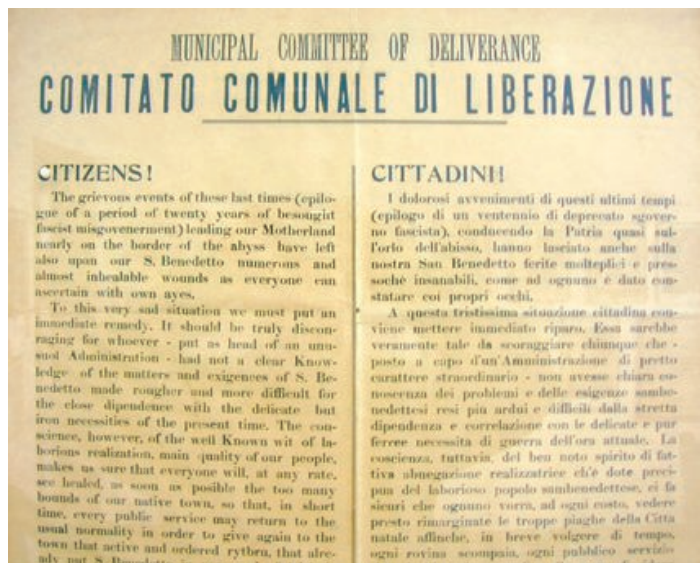 MUNICIPAL COMMITTEE OF DELIVERANCE
COMITATO COMUNALE DI LIBERAZIONE
CITIZENS!
The grievous events of these last times (epilo-
gue of a period of twenty years of besought
fascist misgovenerment) leading our Motherland
nearly on the border of the abyss have left
also upon our S. Benedetto numerous and
almost inhealable wounds as everyone can
ascertain with own ayes.
To this very sad situation we must put an
immediate remedy. It should be truly discon-
raging for whoever - put as head of an unu-
suol Administration - had not a clear Know-
ledge of the matters and exigences of S. Be-
nedetto made rougher and more difficult for
the close dipendence with the delicate but
iron necessities of the present time. The con-
science, however, of the well Known wit of la-
borious realization, main quality of our people,
makes us sure that everyone will, at any rate,
see healed, as soon as posible the too many
bounds of our native town, so that, in short
time, every public service may return to the
usual normality in order to give again to the
town that active and ordered rythru, that alre-
ady put S. Benedetto
CITTADINI!
I dolorosi avvenimenti di questi ultimi tempi
(epilogo di un ventennio di deprecato sgover-
no fascista), conducendo la Patria quasi sul-
l'orlo dell'abisso, hanno lasciato anche sulla
nostra San Benedetto ferite molteplici e pres-
sochè insanabili, come ad ognuno è dato con-
statare coi propri occhi.
A questa tristissima situazione cittadina con-
viene mettere immediato riparo. Essa sarebbe
veramente tale da scoraggiare chiunque che -
posto a capo d'un'Amministrazione di pretto
carattere straordinario - non avesse chiara co-
noscenza dei problemi e delle esigenze sambe-
nedettesi resi più ardui e difficili dalla stretta
dipendenza e correlazione con le delicate e pur
ferree necessita di guerra dell'ora attuale. La
coscienza, tuttavia, del ben noto spirito di fat-
tiva abnegazione realizzatrice ch'è dote preci-
pua del laborioso popolo sambenedettese, ci fa
sicuri che ognuno vorra, ad ogni costo, vedere
presto rimarginate le troppe piaghe della Citta
natale affinche, in breve volgere di tempo,
ogni rovina scompaia, ogni pubblico servizio